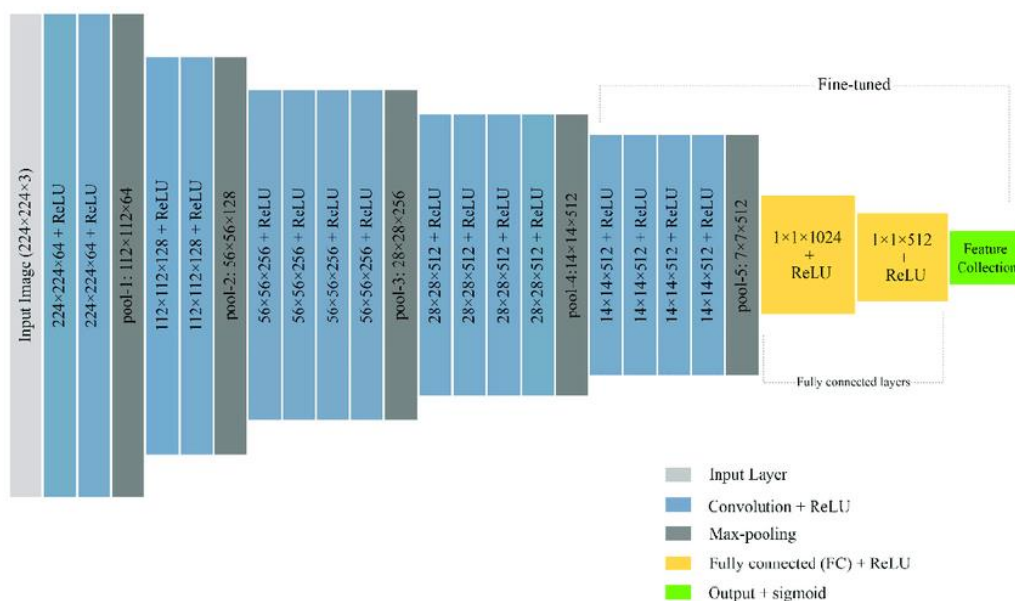 Input Image (224×224×3)
224×224×64 + ReLU
224×224×64 + ReLU
pool-1: 112×112×64
112×112×128 + ReLU
112×112×128 + ReLU
pool-2: 56×56×128
56×56×256 + ReLU
56×56×256 + ReLU
56×56×256 + ReLU
56×56×256 + ReLU
pool-3: 28×28×256
28×28×512 + ReLU
28×28×512 + ReLU
28×28×512 + ReLU
28×28×512 + ReLU
pool-4:14×14×512
14×14×512 + ReLU
14×14×512 + ReLU
14×14×512 + ReLU
14×14×512 + ReLU
pool-5: 7×7×512
Fine-tuned
1×1×1024
+
ReLU
1×1×512
+
ReLU
Feature
Collection
Fully connected layers
Input Layer
Convolution + ReLU
Max-pooling
Fully connected (FC) + ReLU
Output + sigmoid